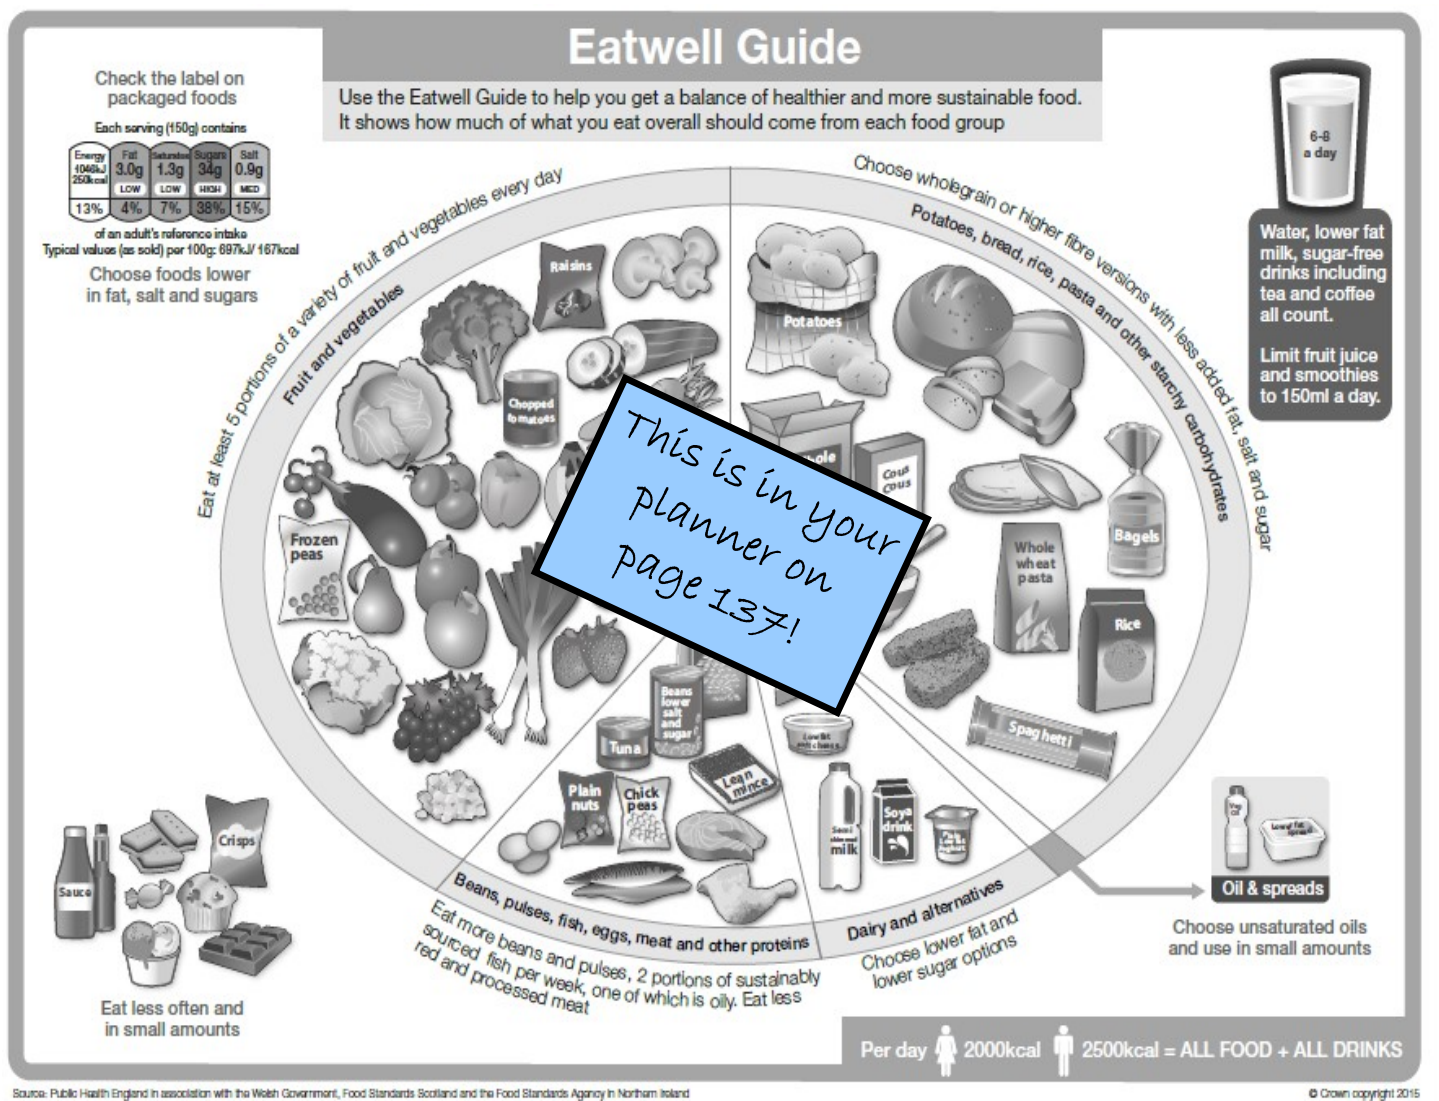 Eatwell Guide
Use the Eatwell Guide to help you get a balance of healthier and more sustainable food.
It shows how much of what you eat overall should come from each food group
Check the label on
packaged foods
Each serving (150g) contains
Energy
1046kJ
250kcal
13%
Fat
3.0g
LOW
4%
Saturates
1.3g
LOW
7%
Sugars
34g
HIGH
38%
Salt
0.9g
MED
15%
of an adult's reference intake
Typical values (as sold) per 100g: 697kJ/ 167kcal
Choose foods lower
in fat, salt and sugars
6-8
a day
Water, lower fat
milk, sugar-free
drinks including
tea and coffee
all count.
Limit fruit juice
and smoothies
to 150ml a day.
Eat at least 5 portions of a variety of fruit and vegetables every day
Fruit and vegetables
Raisins
Chopped
tomatoes
Frozen
peas
Choose wholegrain or higher fibre versions with less added fat, salt and sugar
Potatoes, bread, rice, pasta and other starchy carbohydrates
Potatoes
Cous
Cous
Bagels
Whole
wheat
pasta
Rice
Spaghetti
This is in your
planner on
page 137!
Beans
lower
salt
and
sugar
Tuna
Lean
mince
Plain
nuts
Chick
peas
Beans, pulses, fish, eggs, meat and other proteins
Eat more beans and pulses, 2 portions of sustainably
sourced fish per week, one of which is oily. Eat less
red and processed meat
Semi
skimmed
milk
Soya
drink
Dairy and alternatives
Choose lower fat and
lower sugar options
Crisps
Sauce
Eat less often and
in small amounts
Veg
Oil
Oil & spreads
Choose unsaturated oils
and use in small amounts
Per day 2000kcal 2500kcal = ALL FOOD + ALL DRINKS
Source: Public Health England in association with the Welsh Government, Food Standards Scotland and the Food Standards Agency in Northern Ireland
© Crown copyright 2015